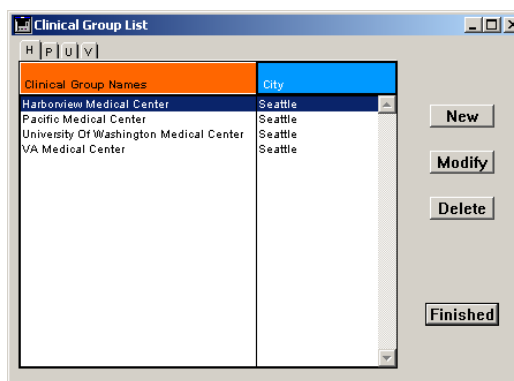 Clinical Group List
H P U V
Clinical Group Names City
Harborview Medical Center Seattle
Pacific Medical Center Seattle
University Of Washington Medical Center Seattle
VA Medical Center Seattle
New
Modify
Delete
Finished